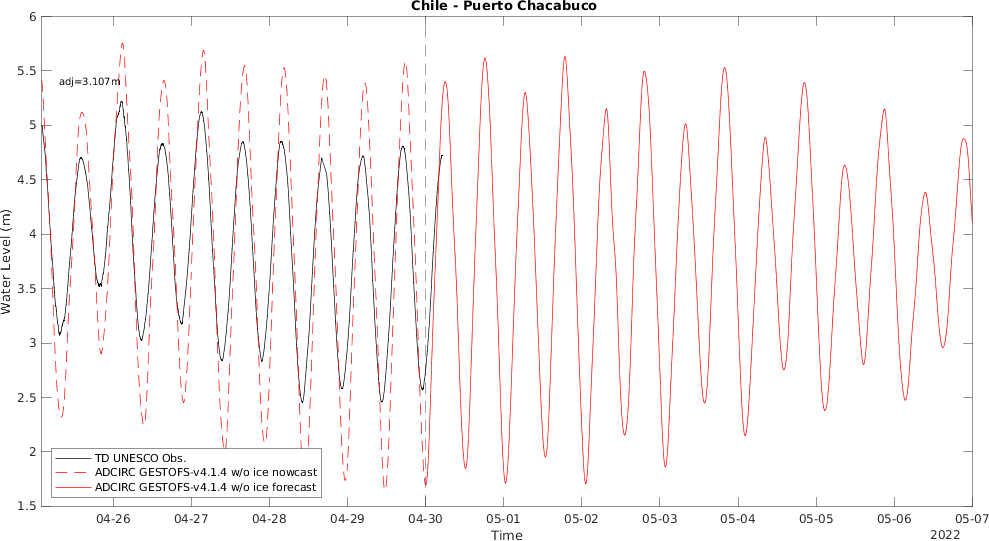 Chile - Puerto Chacabuco
6
5.5
5
4.5
4
3.5
3
2.5
2
1.5
Water Level (m)
adj=3.107m
TD UNESCO Obs.
ADCIRC GESTOFS-v4.1.4 w/o ice nowcast
ADCIRC GESTOFS-v4.1.4 w/o ice forecast
04-26 04-27 04-28 04-29 04-30 05-01 05-02 05-03 05-04 05-05 05-06 05-07
Time
2022